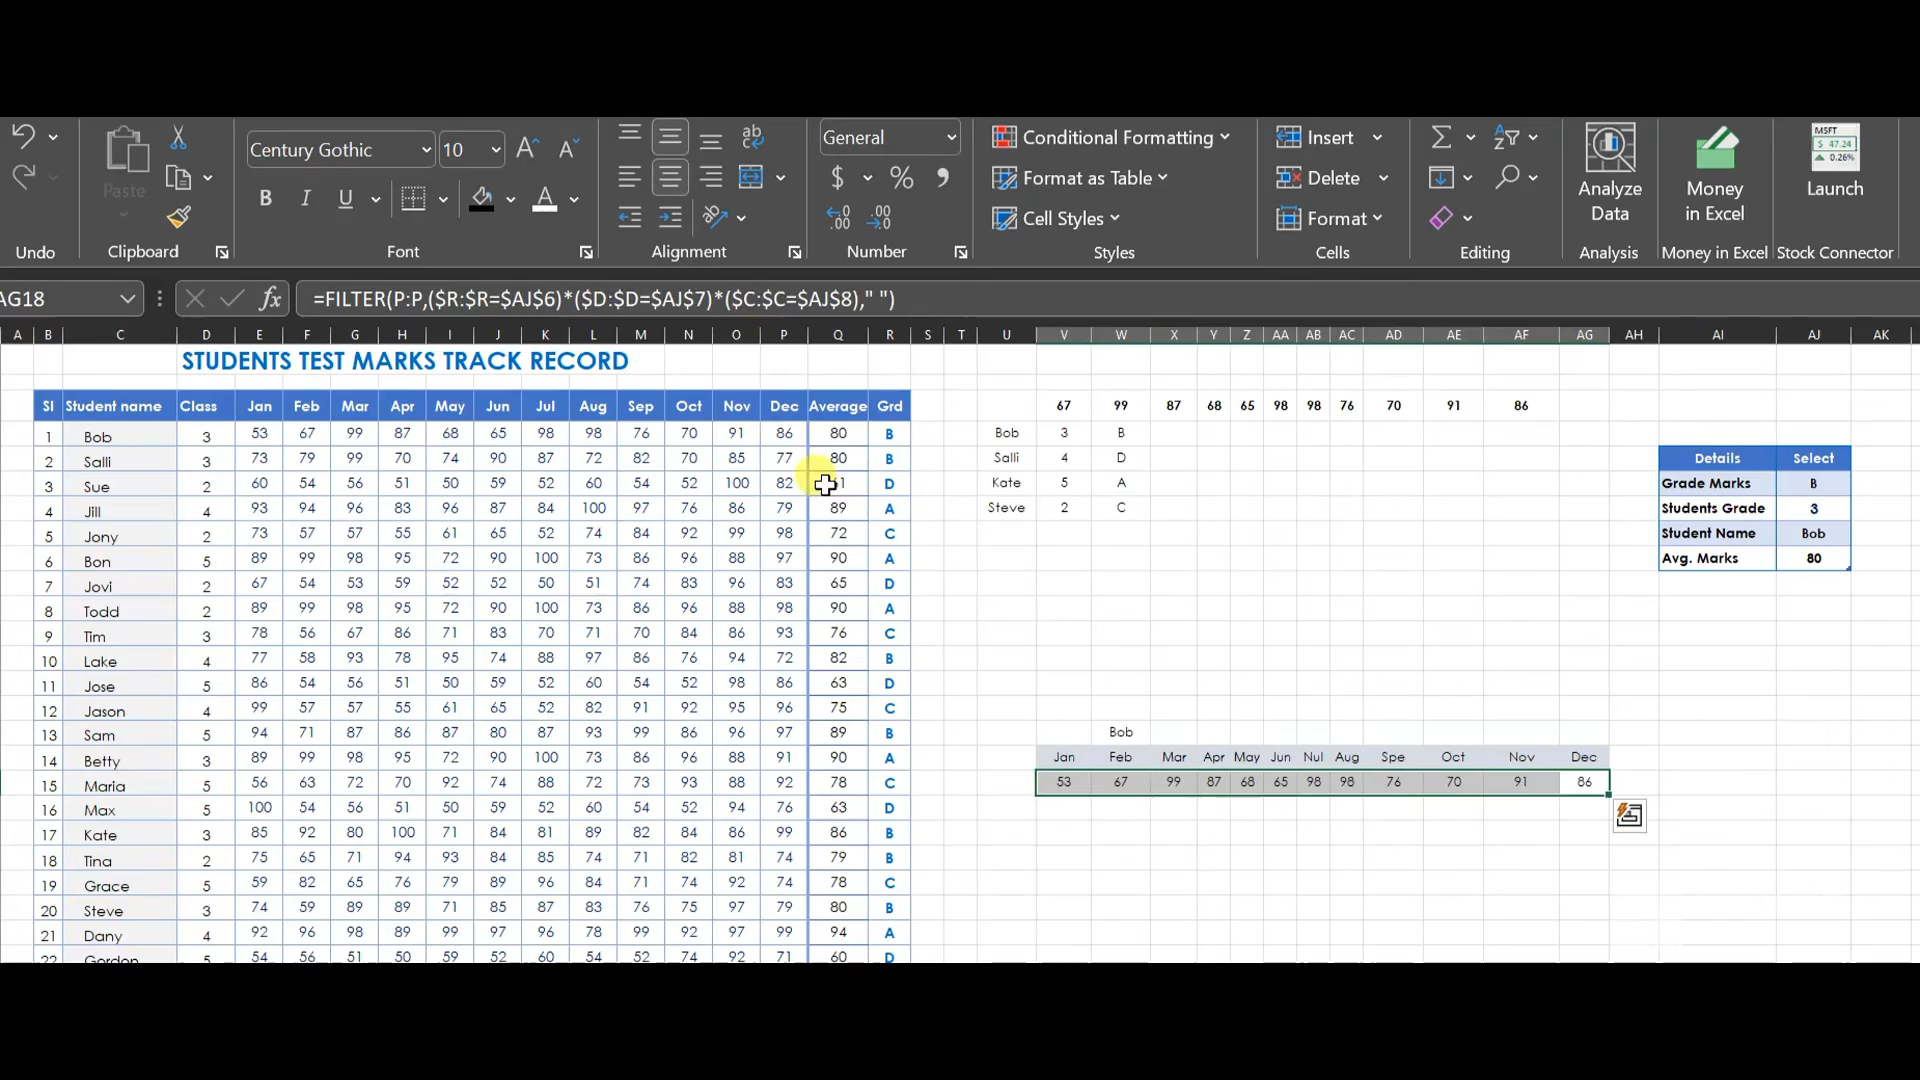 MSFT
General Conditional Formatting Insert $ 47.24
Century Gothic 10 ab 0.26%
Paste $ % , Format as Table Delete Analyze Money Launch
B I U A Cell Styles Format Data in Excel
Undo Clipboard Font Alignment Number Styles Cells Editing Analysis Money in Excel Stock Connector
AG18 fx =FILTER(P:P,($R:$R=$AJ$6)*($D:$D=$AJ$7)*($C:$C=$AJ$8)," ")
A B C D E F G H I J K L M N O P Q R S T U V W X Y Z AA AB AC AD AE AF AG AH AI AJ AK
STUDENTS TEST MARKS TRACK RECORD
SI Student name Class Jan Feb Mar Apr May Jun Jul Aug Sep Oct Nov Dec Average Grd 67 99 87 68 65 98 98 76 70 91 86
1 Bob 3 53 67 99 87 68 65 98 98 76 70 91 86 80 B Bob 3 B
2 Salli 3 73 79 99 70 74 90 87 72 82 70 85 77 80 B Salli 4 D Details Select
3 Sue 2 60 54 56 51 50 59 52 60 54 52 100 82 D Kate 5 A Grade Marks B
4 Jill 4 93 54 96 83 96 87 84 100 97 76 86 79 89 A Steve 2 C Students Grade 3
5 Jony 2 73 57 57 55 61 65 52 74 84 92 99 98 72 C Student Name Bob
6 Bon 5 89 99 98 95 72 90 100 73 86 96 88 97 90 A Avg. Marks 80
7 Jovi 2 67 54 53 59 52 52 50 51 74 83 96 83 65 D
8 Todd 2 89 99 98 95 72 90 100 73 86 96 88 98 90 A
9 Tim 3 78 56 67 86 71 83 70 71 70 84 86 93 76 C
10 Lake 4 77 58 93 78 95 74 88 97 86 76 94 72 82 B
11 Jose 5 86 54 56 51 50 59 52 60 54 52 98 86 63 D
12 Jason 4 99 57 57 55 61 65 52 82 91 92 95 96 75 C
13 Sam 5 94 71 87 86 87 80 87 93 99 86 96 97 89 B Bob
14 Betty 3 89 99 98 95 72 90 100 73 86 96 88 91 90 A Jan Feb Mar Apr May Jun Nul Aug Spe Oct Nov Dec
15 Maria 5 56 63 72 70 92 74 88 72 73 93 88 92 78 C 53 67 99 87 68 65 98 98 76 70 91 86
16 Max 5 100 54 56 51 50 59 52 60 54 52 94 76 63 D
17 Kate 3 85 92 80 100 71 84 81 89 82 84 86 99 86 B
18 Tina 2 75 65 71 94 93 84 85 74 71 82 81 74 79 B
19 Grace 5 59 82 65 76 79 89 96 84 71 74 92 74 78 C
20 Steve 3 74 59 89 89 71 85 87 83 76 75 97 79 80 B
21 Dany 4 92 96 98 89 99 97 96 78 99 92 97 99 94 A
22 Gordon 5 54 56 51 50 59 52 60 54 52 74 92 71 60 D